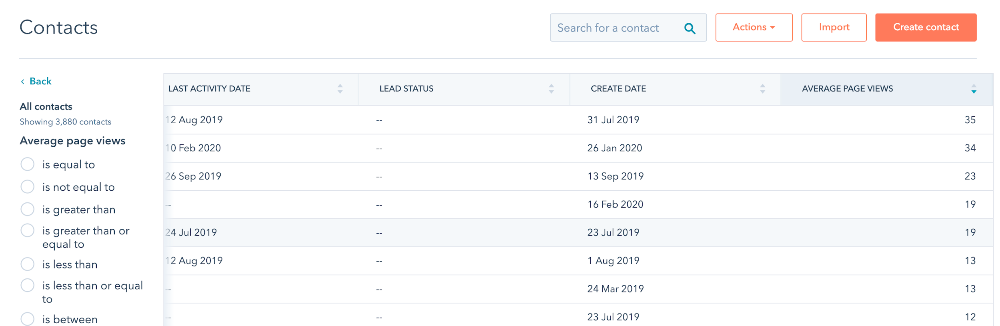 Contacts
Search for a contact
Actions
Import
Create contact
Back
All contacts
Showing 3,880 contacts
Average page views
is equal to
is not equal to
is greater than
is greater than or
equal to
is less than
is less than or equal
to
is between
LAST ACTIVITY DATE LEAD STATUS CREATE DATE AVERAGE PAGE VIEWS
12 Aug 2019 -- 31 Jul 2019 35
10 Feb 2020 -- 26 Jan 2020 34
26 Sep 2019 -- 13 Sep 2019 23
-- -- 16 Feb 2020 19
24 Jul 2019 -- 23 Jul 2019 19
12 Aug 2019 -- 1 Aug 2019 13
-- -- 24 Mar 2019 13
-- -- 23 Jul 2019 12